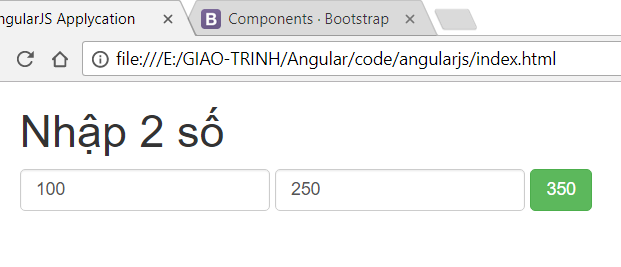 ngularJS Applycation
Components · Bootstrap
file:///E:/GIAO-TRINH/Angular/code/angularjs/index.html
Nhập 2 số
100 250 350